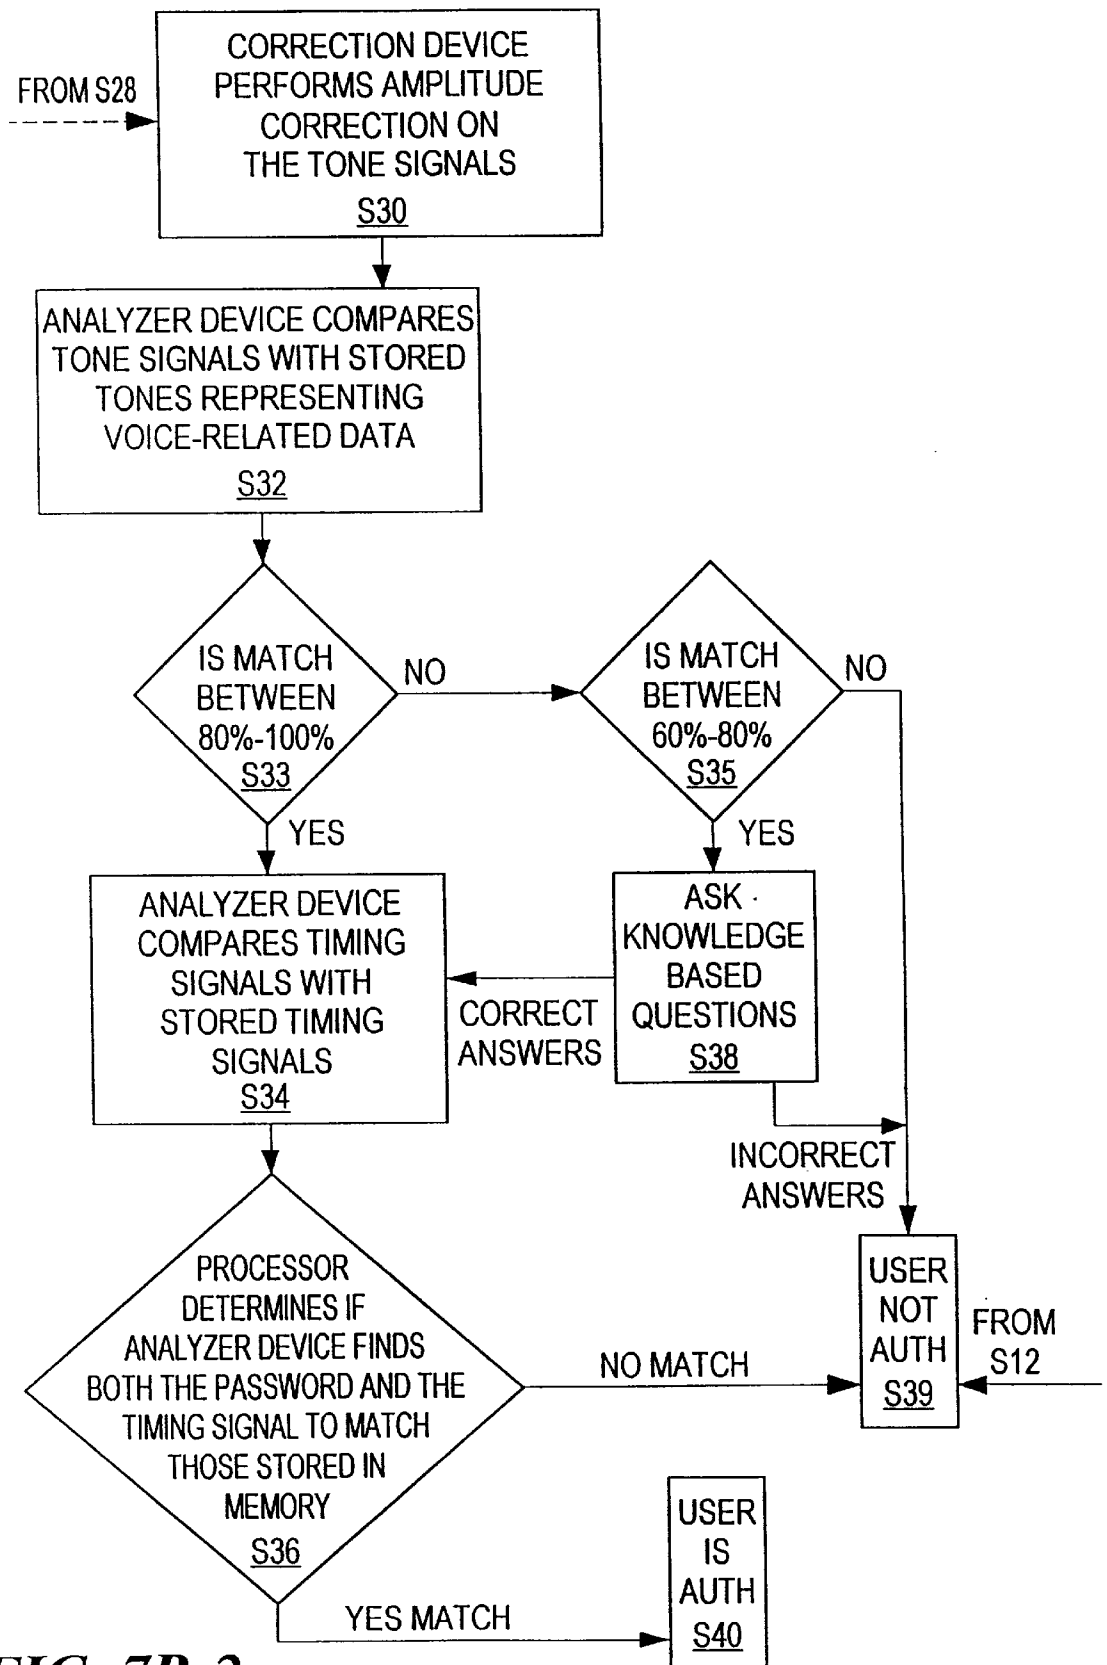 CORRECTION DEVICE
PERFORMS AMPLITUDE
CORRECTION ON
THE TONE SIGNALS
S30
FROM S28
ANALYZER DEVICE COMPARES
TONE SIGNALS WITH STORED
TONES REPRESENTING
VOICE-RELATED DATA
S32
IS MATCH
BETWEEN
80%-100%
S33
NO
IS MATCH
BETWEEN
60%-80%
S35
NO
YES
YES
ANALYZER DEVICE
COMPARES TIMING
SIGNALS WITH
STORED TIMING
SIGNALS
S34
CORRECT
ANSWERS
ASK
KNOWLEDGE
BASED
QUESTIONS
S38
INCORRECT
ANSWERS
PROCESSOR
DETERMINES IF
ANALYZER DEVICE FINDS
BOTH THE PASSWORD AND THE
TIMING SIGNAL TO MATCH
THOSE STORED IN
MEMORY
S36
NO MATCH
USER
NOT
AUTH
S39
FROM
S12
YES MATCH
USER
IS
AUTH
S40